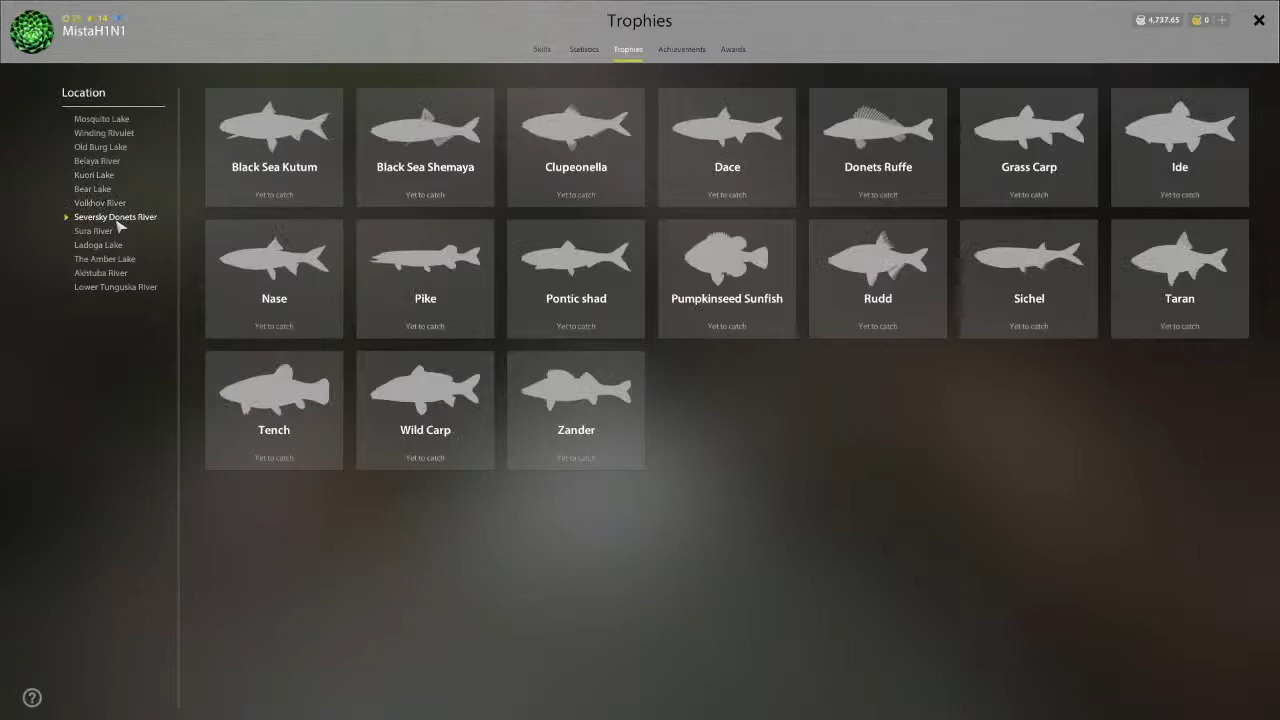 Trophies
24 14
MistaH1N1
4,737.65 0
Skills Statistics Trophies Achievements Awards
Location
Mosquito Lake
Winding Rivulet
Old Burg Lake
Belaya River
Kuori Lake
Bear Lake
Volkhov River
Seversky Donets River
Sura River
Ladoga Lake
The Amber Lake
Akhtuba River
Lower Tunguska River
Black Sea Kutum
Yet to catch
Black Sea Shemaya
Yet to catch
Clupeonella
Yet to catch
Dace
Yet to catch
Donets Ruffe
Yet to catch
Grass Carp
Yet to catch
Ide
Yet to catch
Nase
Yet to catch
Pike
Yet to catch
Pontic shad
Yet to catch
Pumpkinseed Sunfish
Yet to catch
Rudd
Yet to catch
Sichel
Yet to catch
Taran
Yet to catch
Tench
Yet to catch
Wild Carp
Yet to catch
Zander
Yet to catch
?